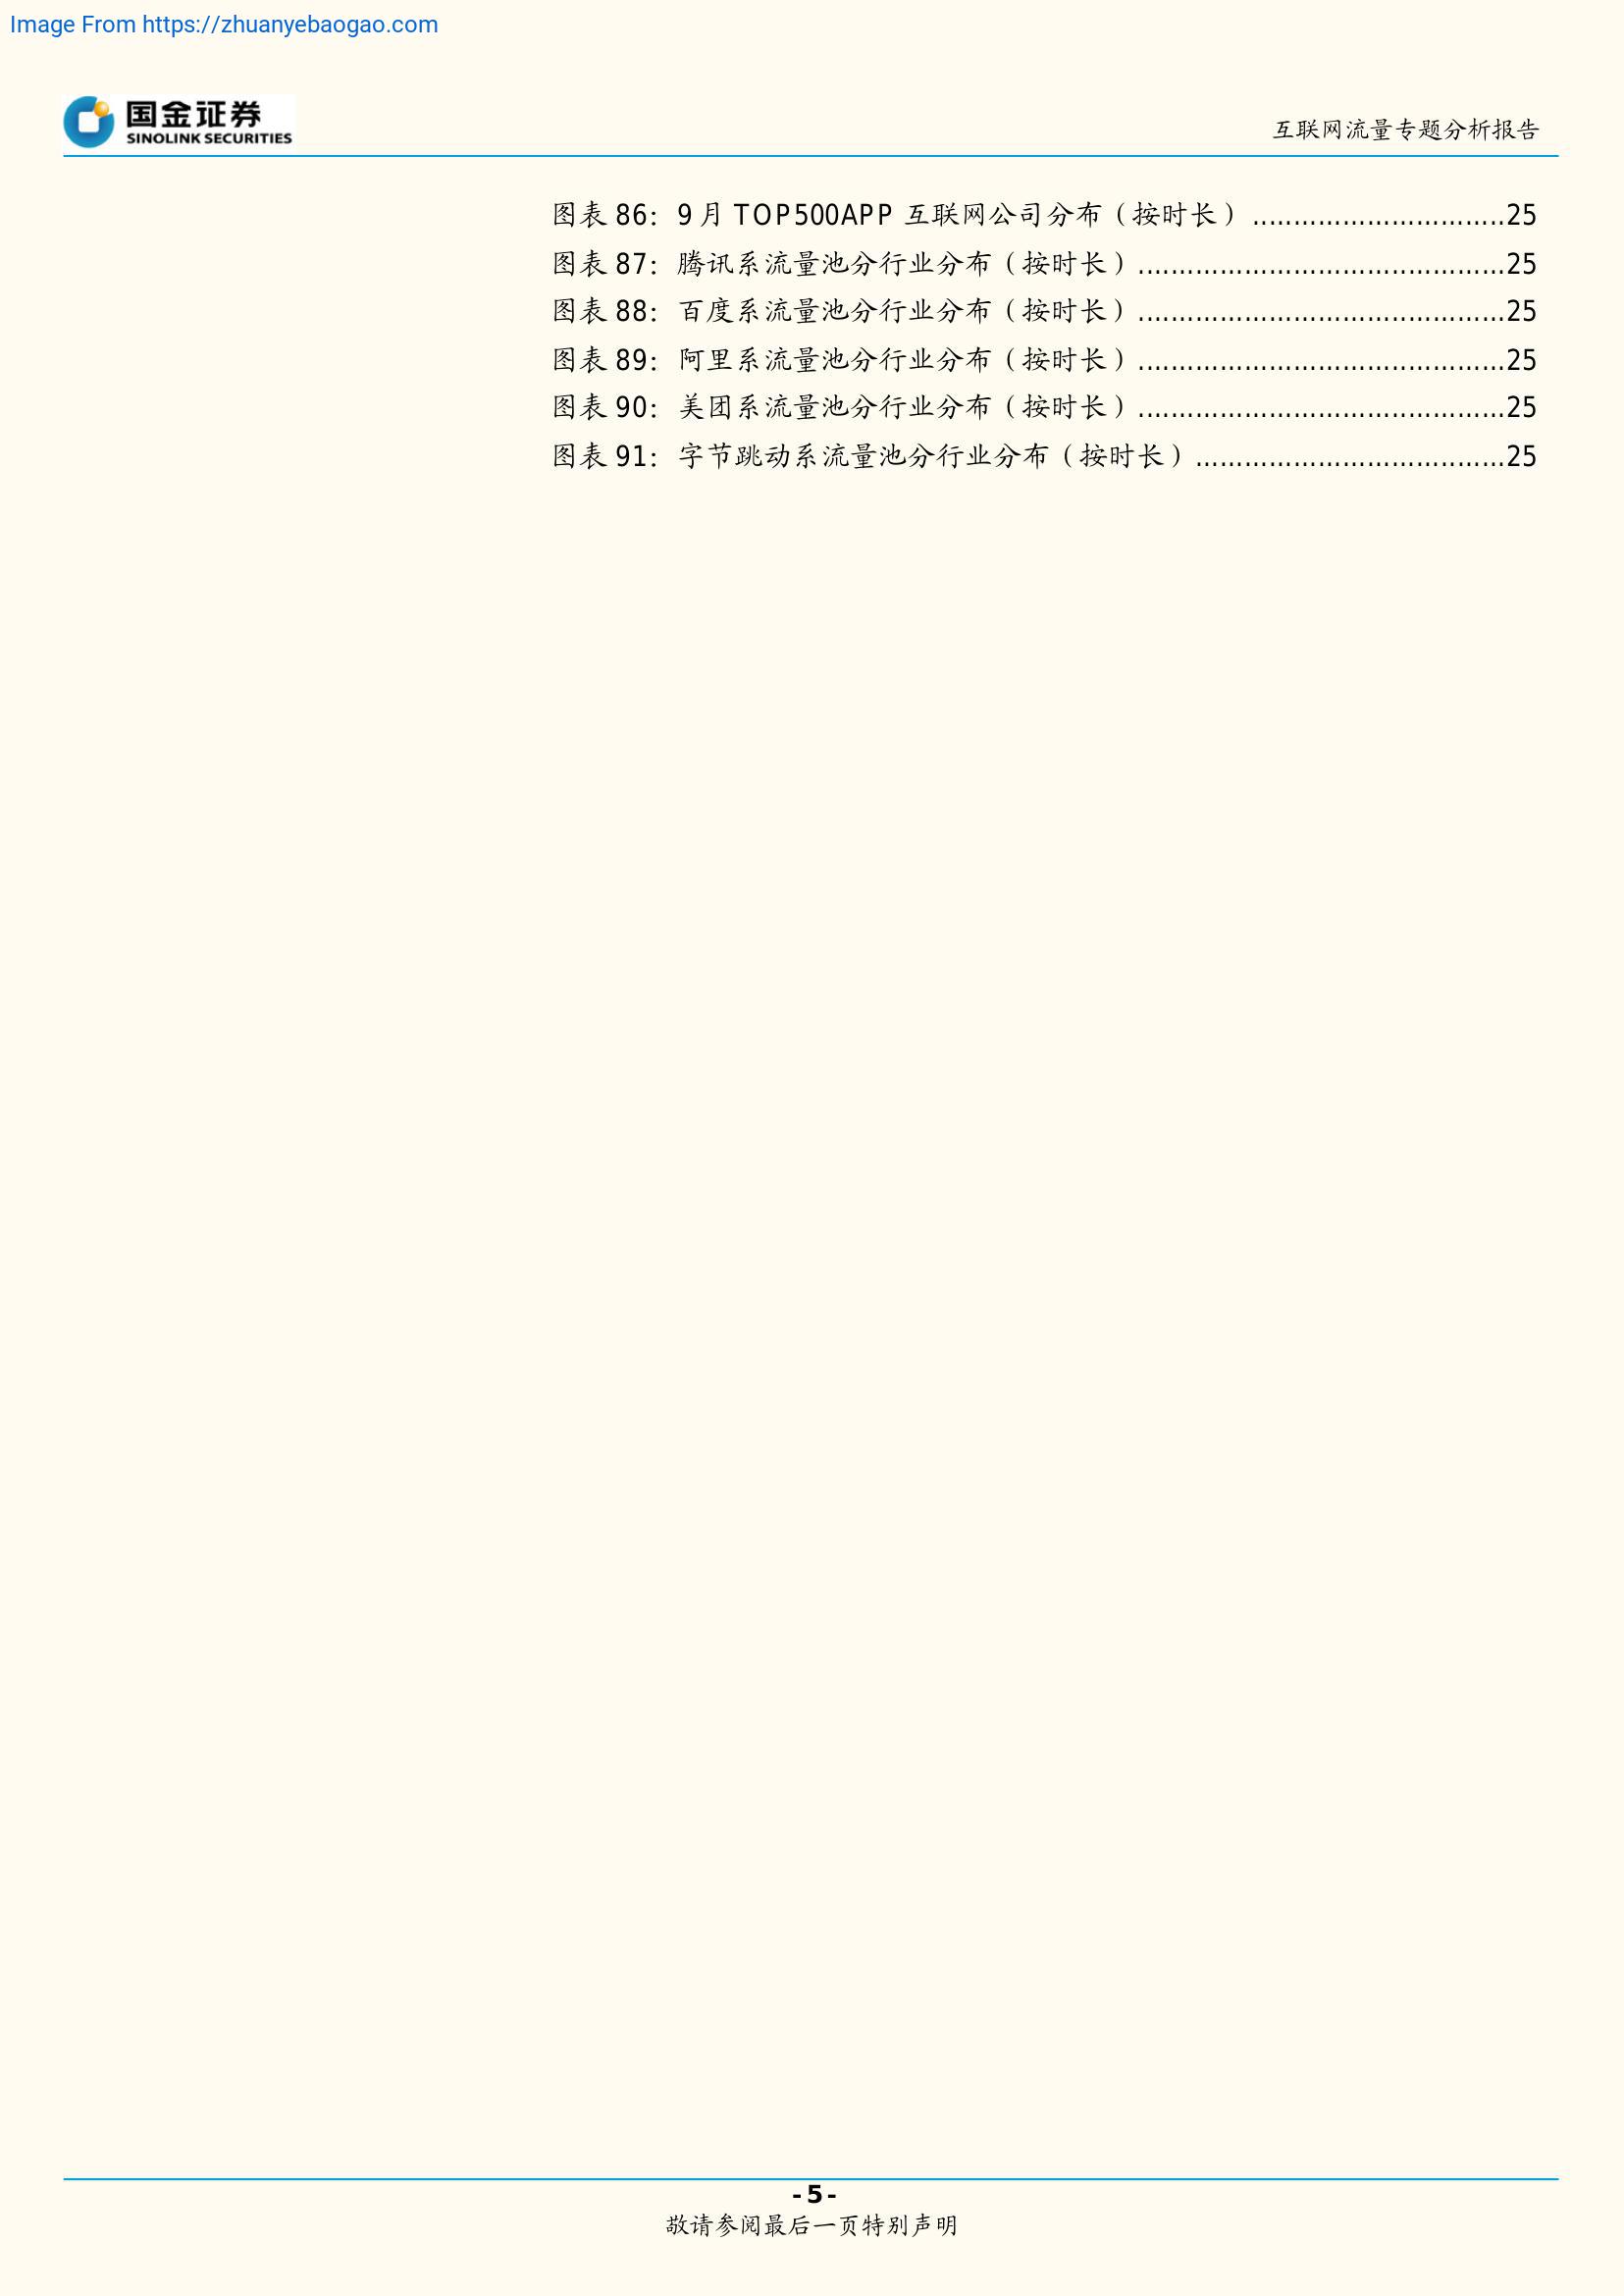 Image From https://zhuanyebaogao.com
国金证券
SINOLINK SECURITIES
互联网流量专题分析报告
图表 86：9 月 TOP500APP 互联网公司分布（按时长）...............................25
图表 87：腾讯系流量池分行业分布（按时长）.............................................25
图表 88：百度系流量池分行业分布（按时长）.............................................25
图表 89：阿里系流量池分行业分布（按时长）.............................................25
图表 90：美团系流量池分行业分布（按时长）.............................................25
图表 91：字节跳动系流量池分行业分布（按时长）......................................25
- 5 -
敬请参阅最后一页特别声明